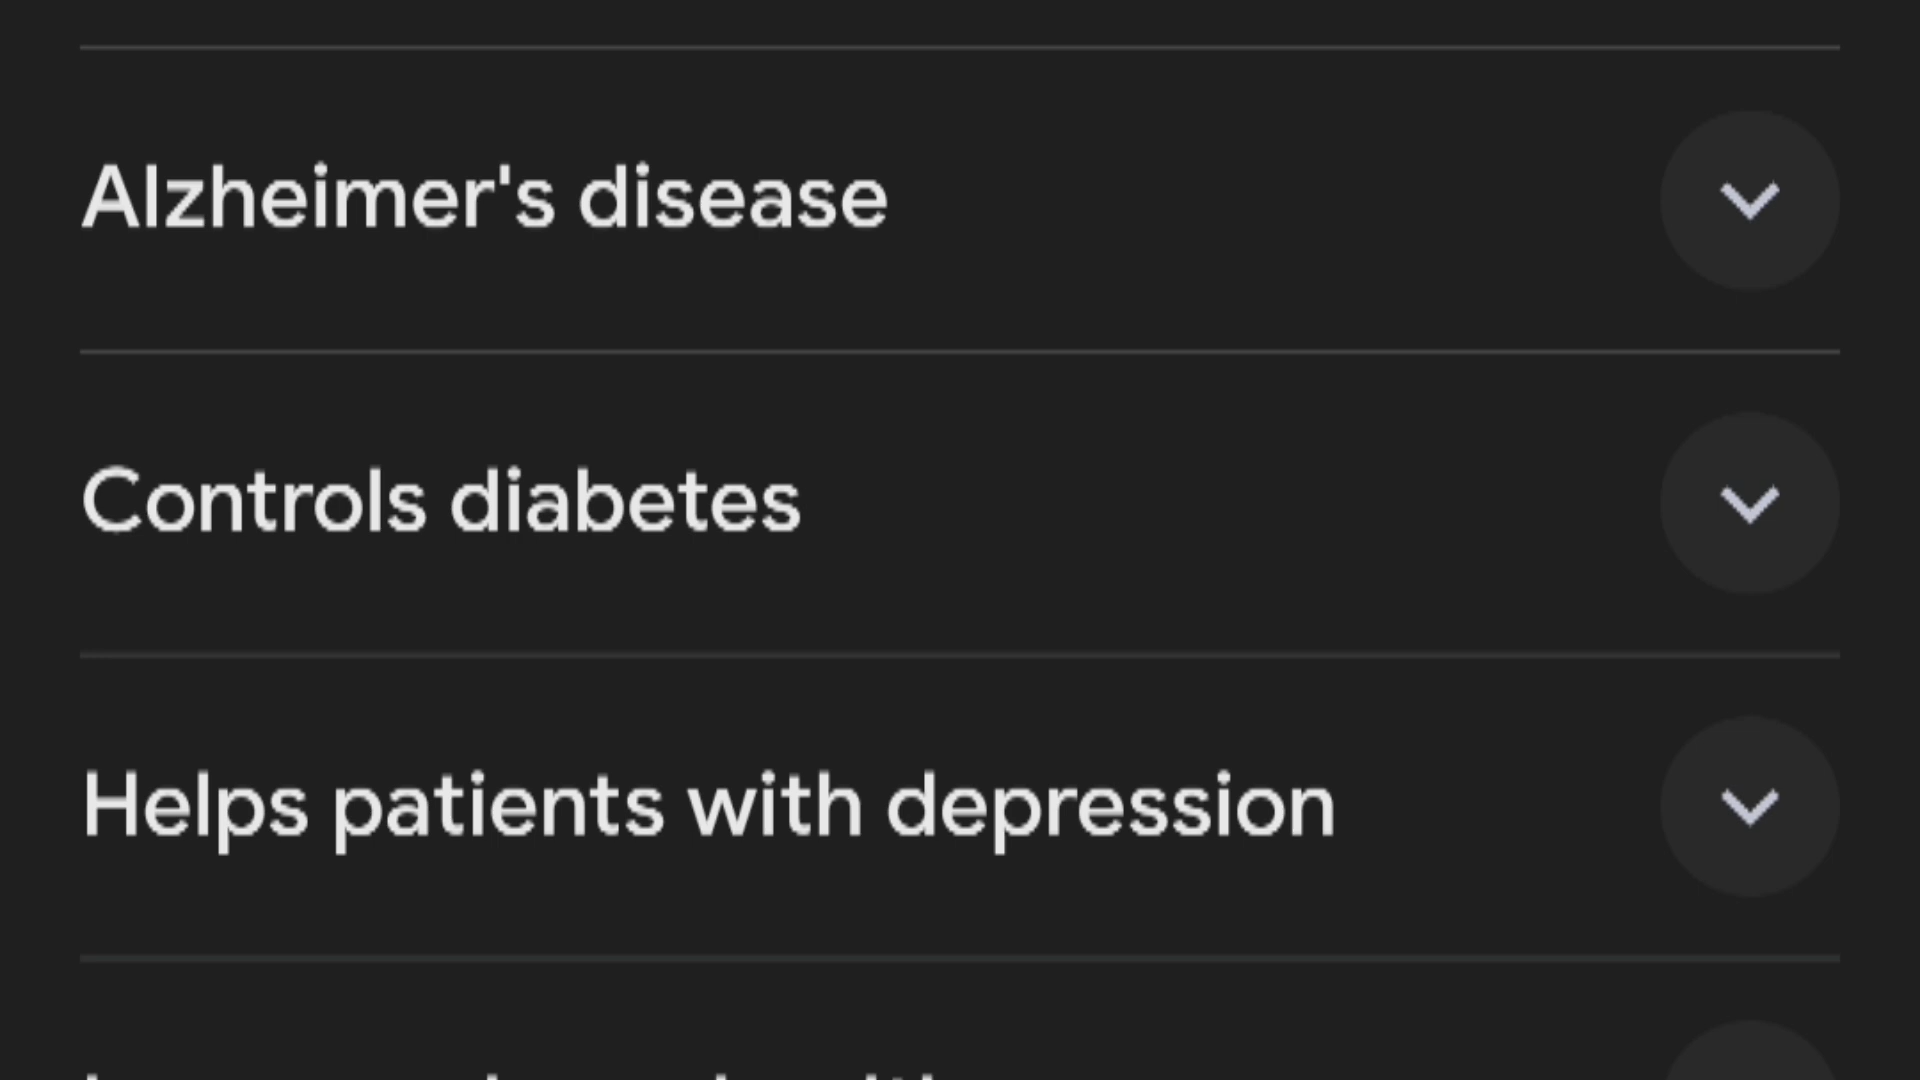 Alzheimer's disease
Controls diabetes
Helps patients with depression